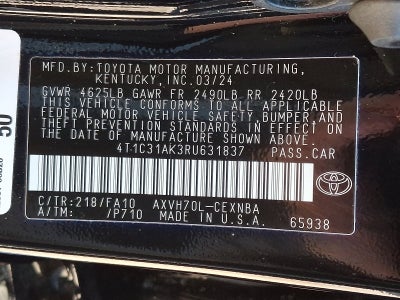 MFD.BY:TOYOTA MOTOR MANUFACTURING,
KENTUCKY, INC. 03/24
GVWR 4625LB GAWR FR 2490LB RR 2420LB
THIS VEHICLE CONFORMS TO ALL APPLICABLE
FEDERAL MOTOR VEHICLE SAFETY,BUMPER,AND
THEFT PREVENTION STANDARDS IN EFFECT ON
THE DATE OF MANUFACTURE SHOWN ABOVE.
4T1C31AK3RU631837 PASS.CAR
C/TR:218/FA10 AXVH70L-CEXNBA
A/TM: /P710 MADE IN U.S.A. 65938
TOYOTA
50